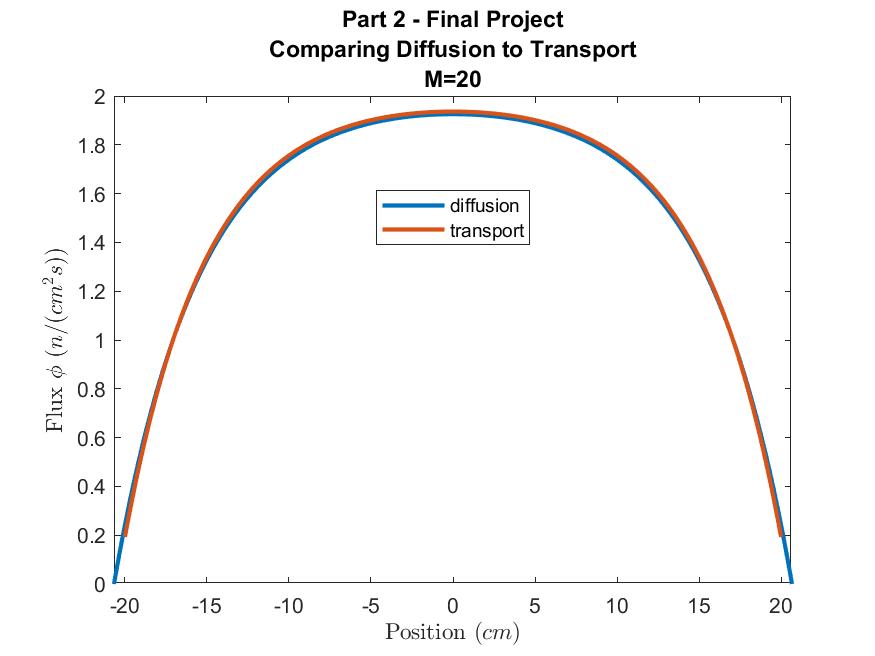 Part 2 - Final Project
Comparing Diffusion to Transport
M=20
2
1.8
1.6
1.4
1.2
1
0.8
0.6
0.4
0.2
0
Flux ϕ (n/(cm²s))
diffusion
transport
-20 -15 -10 -5 0 5 10 15 20
Position (cm)